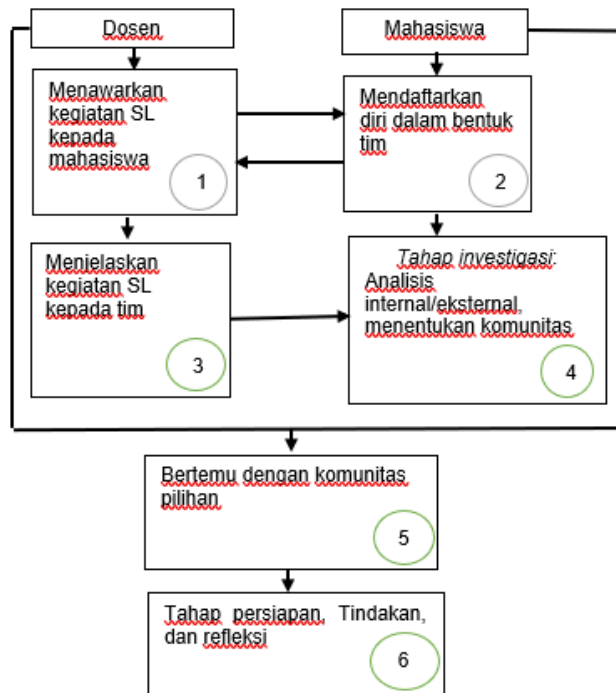 Dosen
Mahasiswa
Menawarkan
kegiatan SL
kepada
mahasiswa
1
Mendaftarkan
diri dalam bentuk
tim
2
Menjelaskan
kegiatan SL
kepada tim
3
Tahap investigasi:
Analisis
internal/eksternal,
menentukan komunitas
4
Bertemu dengan komunitas
pilihan
5
Tahap persiapan, Tindakan,
dan refleksi
6